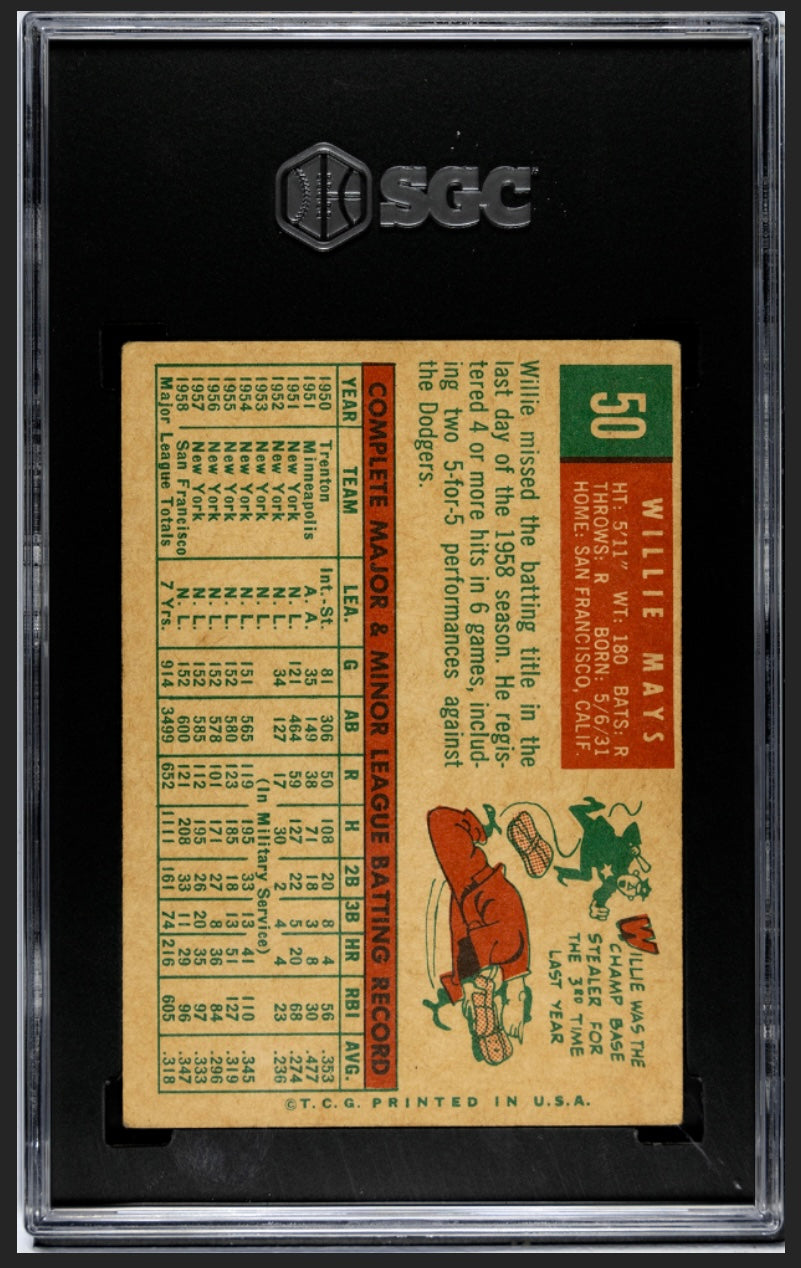 SGC
50
WILLIE MAYS
HT: 5'11" WT: 180 BATS: R
THROWS: R BORN: 5/6/31
HOME: SAN FRANCISCO, CALIF.
Willie missed the batting title in the
last day of the 1958 season. He regis-
tered 4 or more hits in 6 games, includ-
ing two 5-for-5 performances against
the Dodgers.
WILLIE WAS THE
CHAMP BASE
STEALER FOR
THE 3RD TIME
LAST YEAR
COMPLETE MAJOR & MINOR LEAGUE BATTING RECORD
YEAR TEAM LEA. G AB R H 2B 3B HR RBI AVG.
1950 Trenton Int.-St. 81 306 50 108 20 8 4 56 .353
1951 Minneapolis A. A. 35 149 38 71 18 3 8 30 .477
1951 New York N. L. 121 464 59 127 22 5 20 68 .274
1952 New York N. L. 34 127 17 30 2 4 4 23 .236
1953 New York N. L. (In Military Service)
1954 New York N. L. 151 565 119 195 33 13 41 110 .345
1955 New York N. L. 152 580 123 185 18 13 51 127 .319
1956 New York N. L. 152 578 101 171 27 8 36 84 .296
1957 New York N. L. 152 585 112 195 26 20 35 97 .333
1958 San Francisco N. L. 152 600 121 208 33 11 29 96 .347
Major League Totals 7 Yrs. 914 3499 652 1111 161 74 216 605 .318
©T.C.G. PRINTED IN U.S.A.